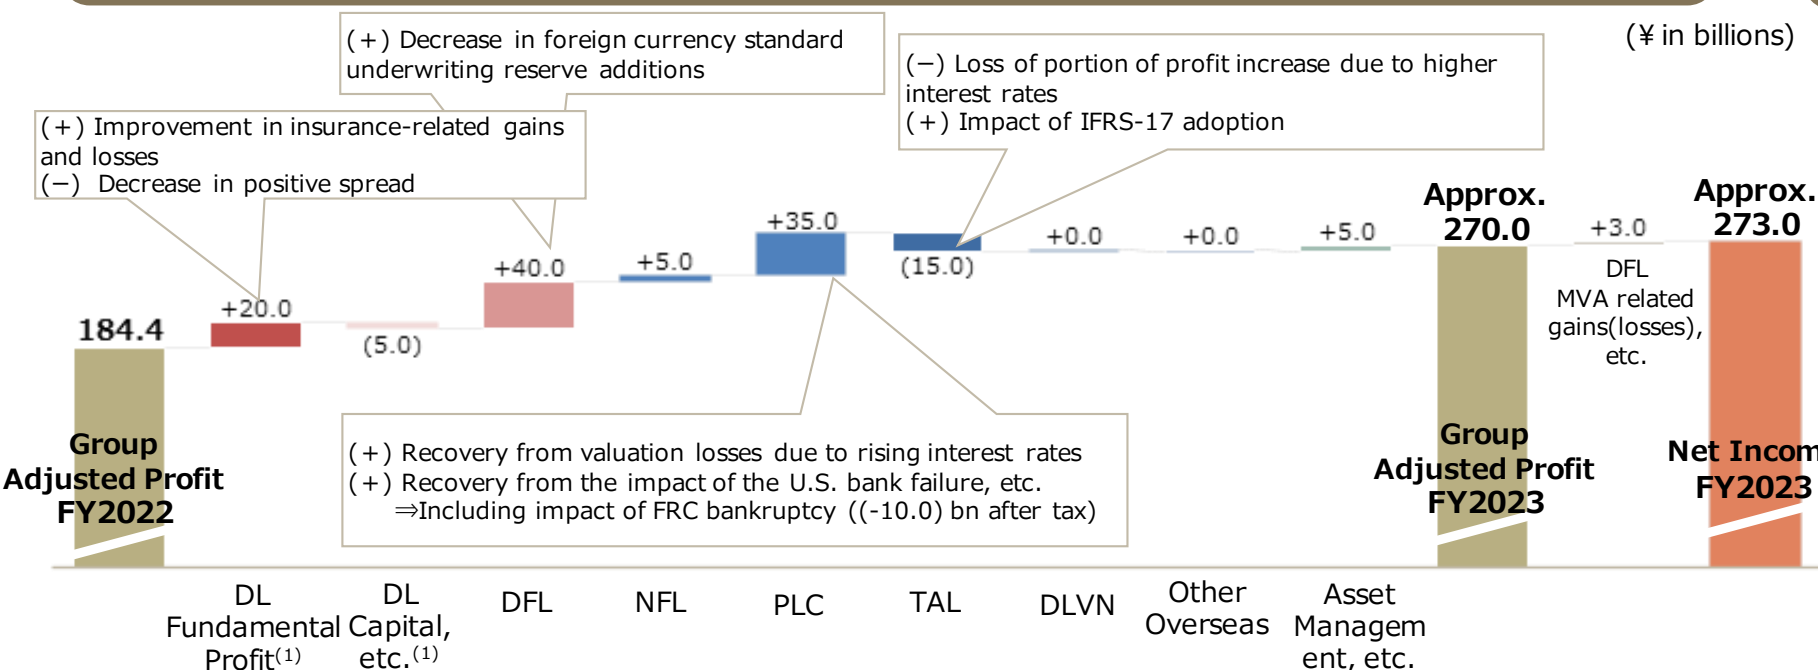 (¥ in billions)
(+) Decrease in foreign currency standard
underwriting reserve additions
(−) Loss of portion of profit increase due to higher
interest rates
(+) Impact of IFRS-17 adoption
(+) Improvement in insurance-related gains
and losses
(−) Decrease in positive spread
184.4
+20.0
(5.0)
+40.0
+5.0
+35.0
(15.0)
+0.0
+0.0
+5.0
Approx.
270.0
+3.0
Approx.
273.0
DFL
MVA related
gains(losses),
etc.
Group
Adjusted Profit
FY2022
(+) Recovery from valuation losses due to rising interest rates
(+) Recovery from the impact of the U.S. bank failure, etc.
⇒Including impact of FRC bankruptcy ((-10.0) bn after tax)
Group
Adjusted Profit
FY2023
Net Incom
FY2023
DL
Fundamental
Profit(1)
DL
Capital,
etc.(1)
DFL
NFL
PLC
TAL
DLVN
Other
Overseas
Asset
Managem
ent, etc.